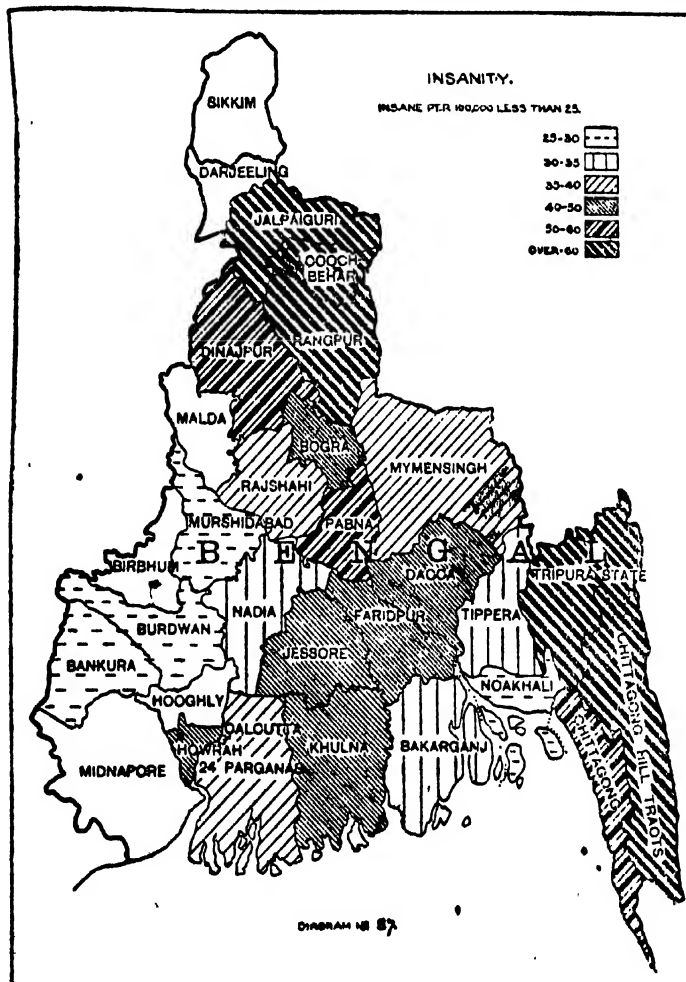 INSANITY.
INSANE PER 100,000 LESS THAN 25.
25-30
30-35
35-40
40-50
50-60
OVER-60
SIKKIM
DARJEELING
JALPAIGURI
COOCH-
BEHAR
DINAJPUR
RANGPUR
MALDA
BOGRA
RAJSHAHI
MYMENSINGH
MURSHIDABAD
PABNA
BENGAL
BIRBHUM
DACCA
TRIPURA STATE
NADIA
FARIDPUR
TIPPERA
BURDWAN
JESSORE
BANKURA
NOAKHALI
HOOGHLY
CALCUTTA
HOWRAH
KHULNA
BAKARGANJ
MIDNAPORE
24 PARGANAS
CHITTAGONG
CHITTAGONG HILL TRACTS
DIAGRAM No 87.